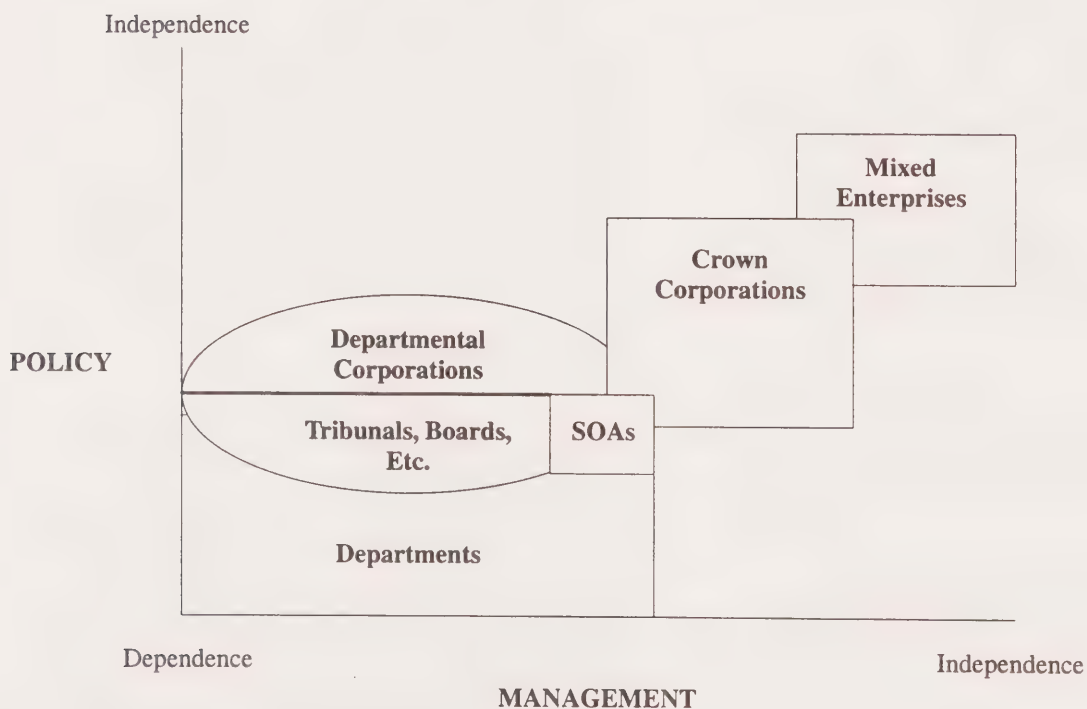 Independence
Mixed
Enterprises
Crown
Corporations
Departmental
Corporations
POLICY
Tribunals, Boards,
Etc.
SOAs
Departments
Dependence
Independence
MANAGEMENT